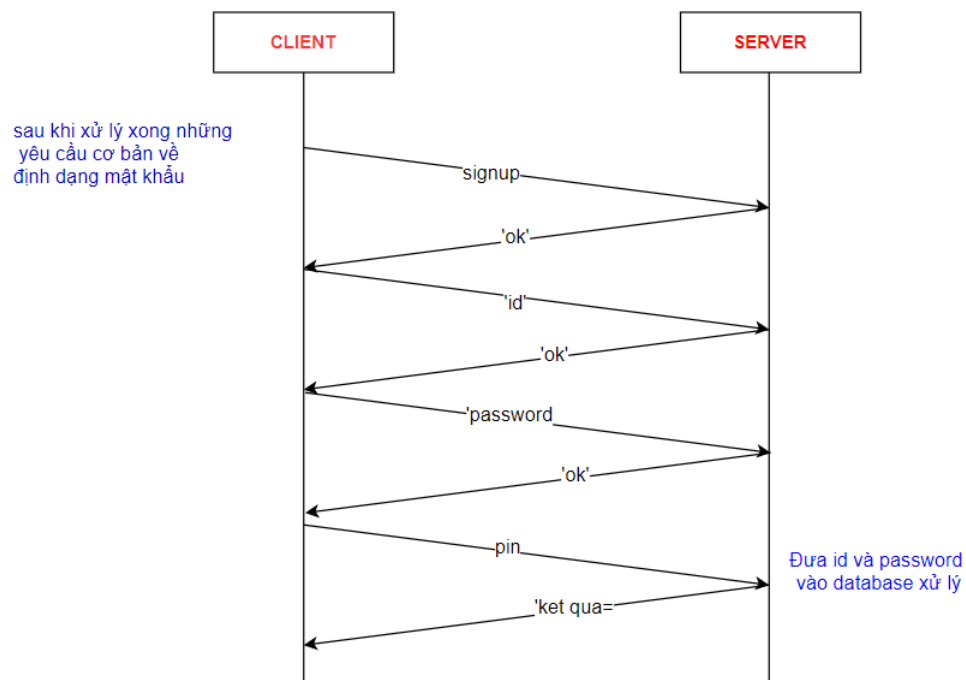 CLIENT
SERVER
sau khi xử lý xong những
yêu cầu cơ bản về
định dạng mật khẩu
signup
'ok'
'id'
'ok'
'password
'ok'
pin
Đưa id và password
vào database xử lý
'ket qua=